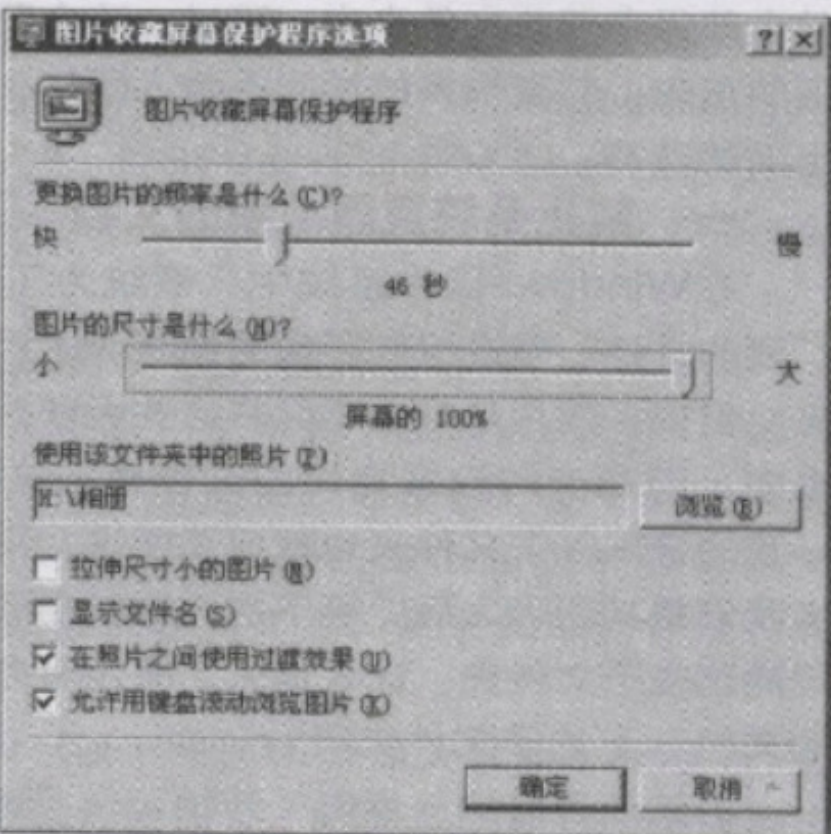 图片收藏屏幕保护程序选项
图片收藏屏幕保护程序
更换图片的频率是什么(C)?
快 慢
46 秒
图片的尺寸是什么(H)?
小 大
屏幕的 100%
使用该文件夹中的照片(F)
H:\相册 浏览(B)
拉伸尺寸小的图片(R)
显示文件名(S)
在照片之间使用过渡效果(U)
允许用键盘滚动浏览图片(K)
确定 取消